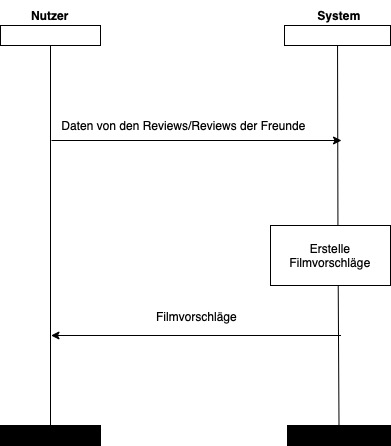 Nutzer
System
Daten von den Reviews/Reviews der Freunde
Erstelle
Filmvorschläge
Filmvorschläge